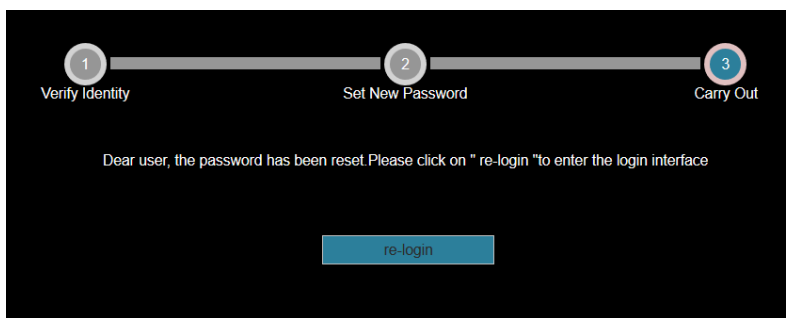 1 2 3
Verify Identity Set New Password Carry Out
Dear user, the password has been reset.Please click on " re-login "to enter the login interface
re-login